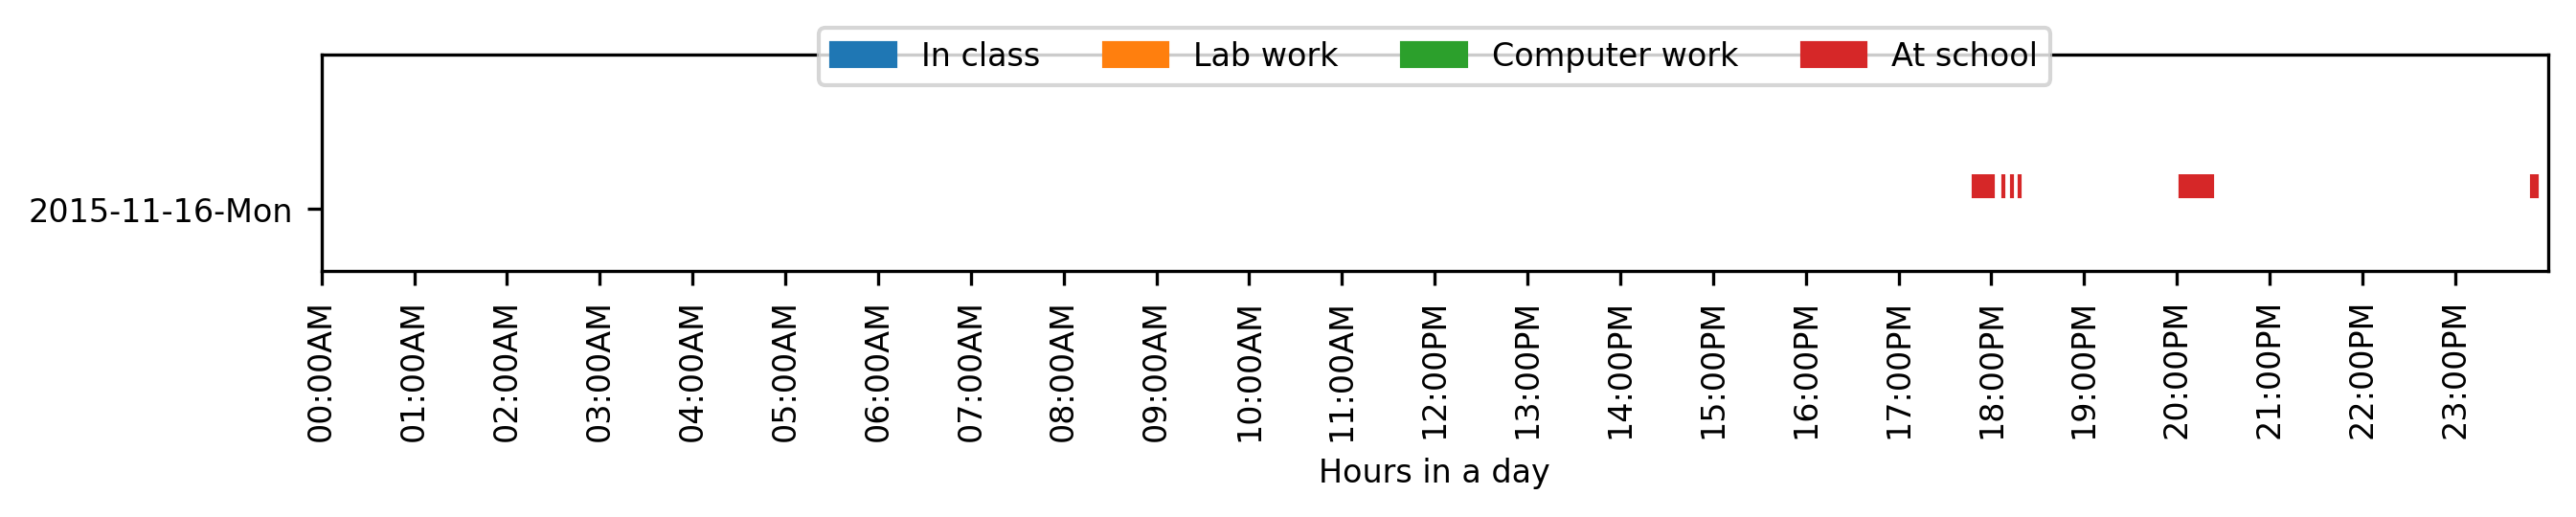 In class Lab work Computer work At school
2015-11-16-Mon
00:00AM 01:00AM 02:00AM 03:00AM 04:00AM 05:00AM 06:00AM 07:00AM 08:00AM 09:00AM 10:00AM 11:00AM 12:00PM 13:00PM 14:00PM 15:00PM 16:00PM 17:00PM 18:00PM 19:00PM 20:00PM 21:00PM 22:00PM 23:00PM
Hours in a day